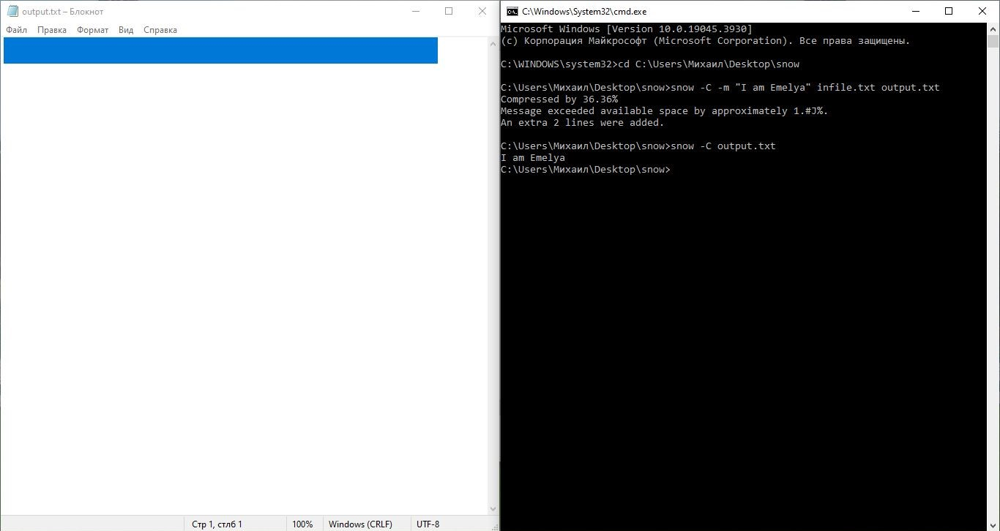 output.txt – Блокнот
Файл Правка Формат Вид Справка
Стр 1, стлб 1 100% Windows (CRLF) UTF-8
C:\Windows\System32\cmd.exe
Microsoft Windows [Version 10.0.19045.3930]
(c) Корпорация Майкрософт (Microsoft Corporation). Все права защищены.
C:\WINDOWS\system32>cd C:\Users\Михаил\Desktop\snow
C:\Users\Михаил\Desktop\snow>snow -C -m "I am Emelya" infile.txt output.txt
Compressed by 36.36%
Message exceeded available space by approximately 1.#J%.
An extra 2 lines were added.
C:\Users\Михаил\Desktop\snow>snow -C output.txt
I am Emelya
C:\Users\Михаил\Desktop\snow>